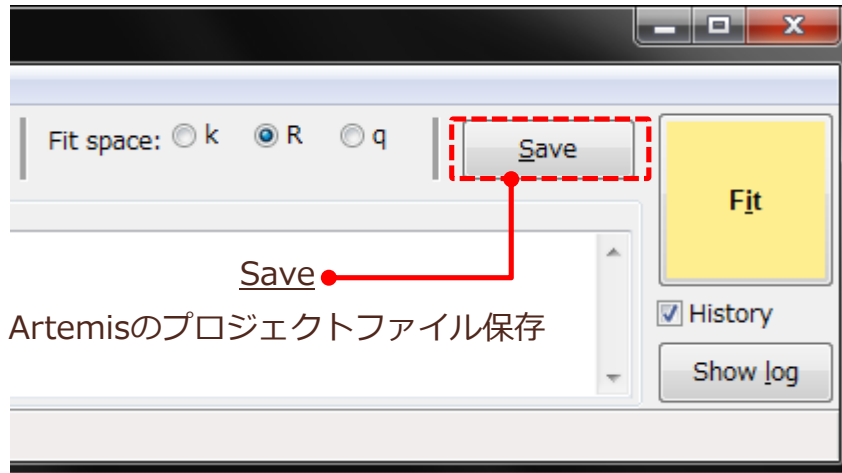 Fit space: k R q
Save
Fit
Save
Artemisのプロジェクトファイル保存
History
Show log